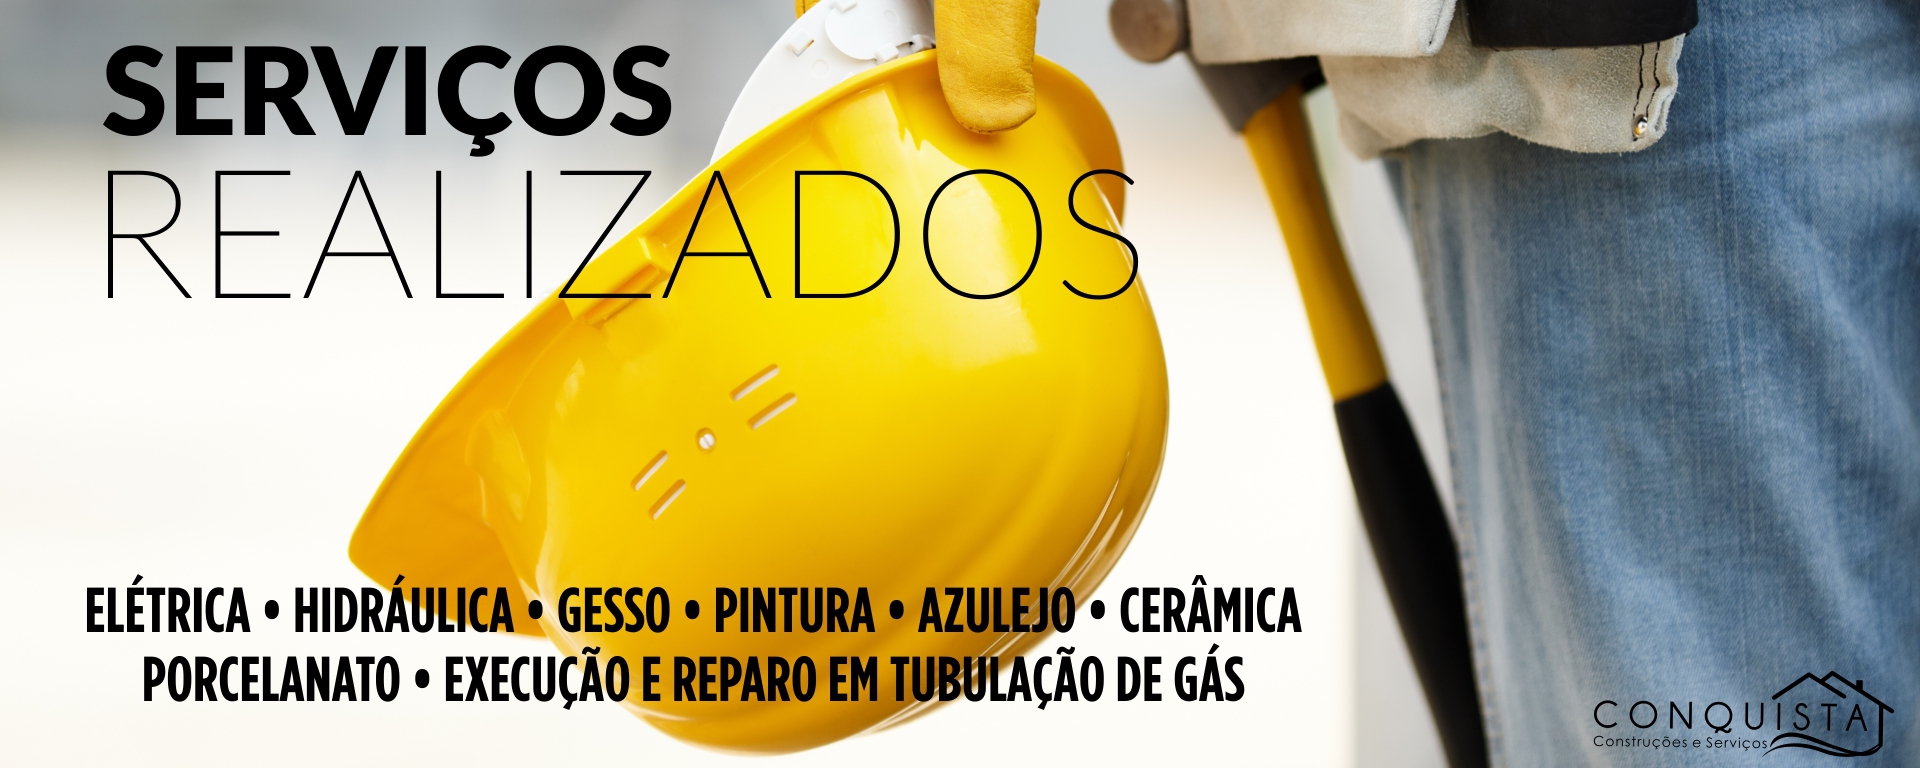 SERVIÇOS
REALIZADOS
ELÉTRICA • HIDRÁULICA • GESSO • PINTURA • AZULEJO • CERÂMICA
PORCELANATO • EXECUÇÃO E REPARO EM TUBULAÇÃO DE GÁS
CONQUISTA
Construções e Serviços